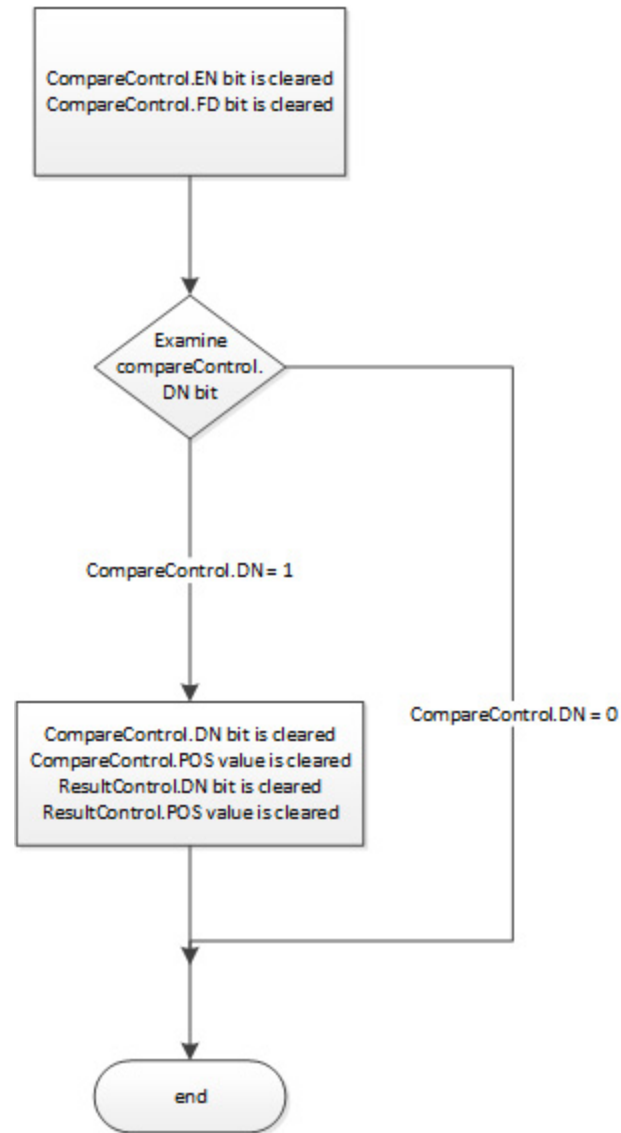 CompareControl.EN bit is cleared
CompareControl.FD bit is cleared
Examine
compareControl.
DN bit
CompareControl.DN = 1
CompareControl.DN = 0
CompareControl.DN bit is cleared
CompareControl.POS value is cleared
ResultControl.DN bit is cleared
ResultControl.POS value is cleared
end